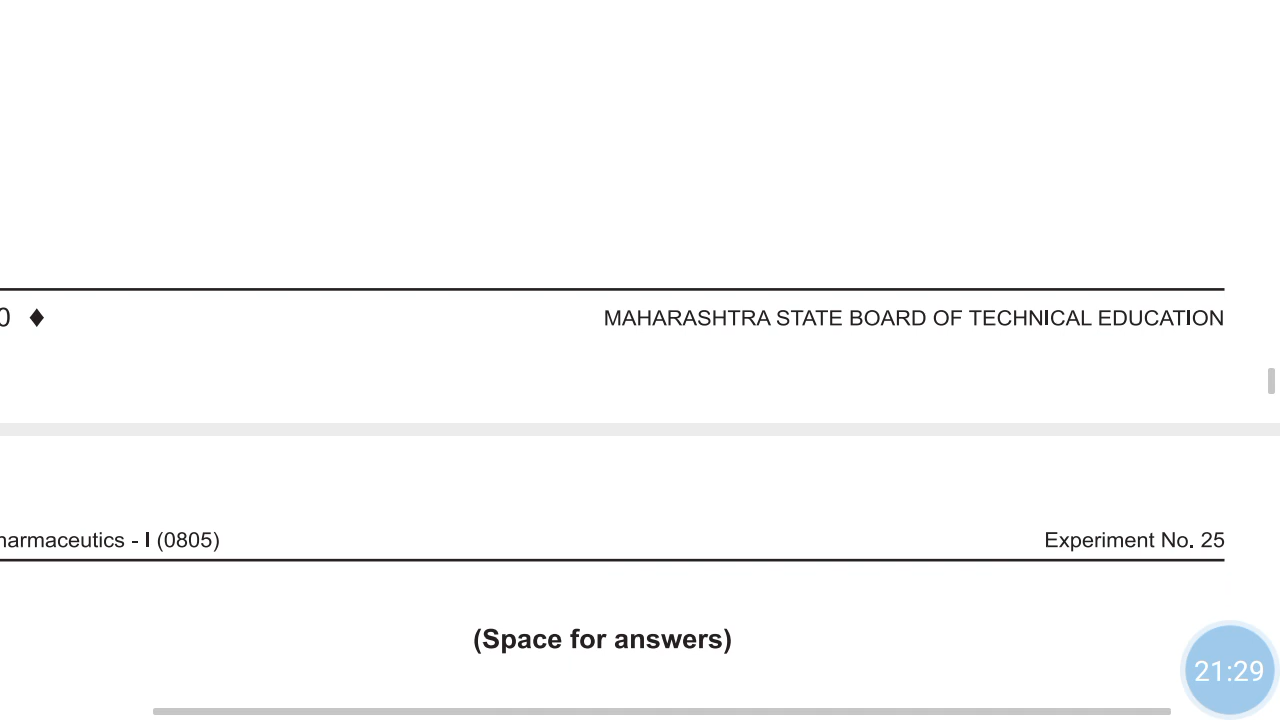 0 ♦ MAHARASHTRA STATE BOARD OF TECHNICAL EDUCATION
harmaceutics - I (0805) Experiment No. 25
(Space for answers)
21:29